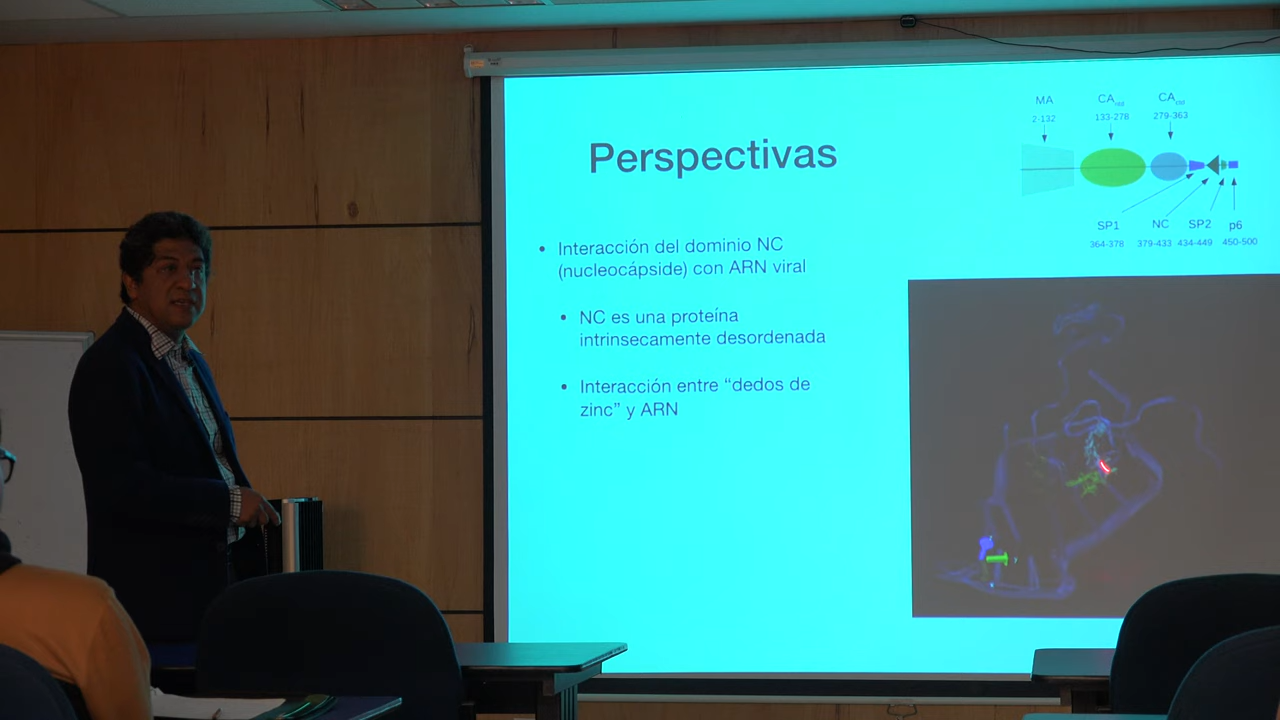 Perspectivas
• Interacción del dominio NC
(nucleocápside) con ARN viral
• NC es una proteína
intrinsecamente desordenada
• Interacción entre “dedos de
zinc” y ARN
MA
2-132
CA
133-278
CA
279-363
SP1
364-378
NC
379-433
SP2
434-449
p6
450-500